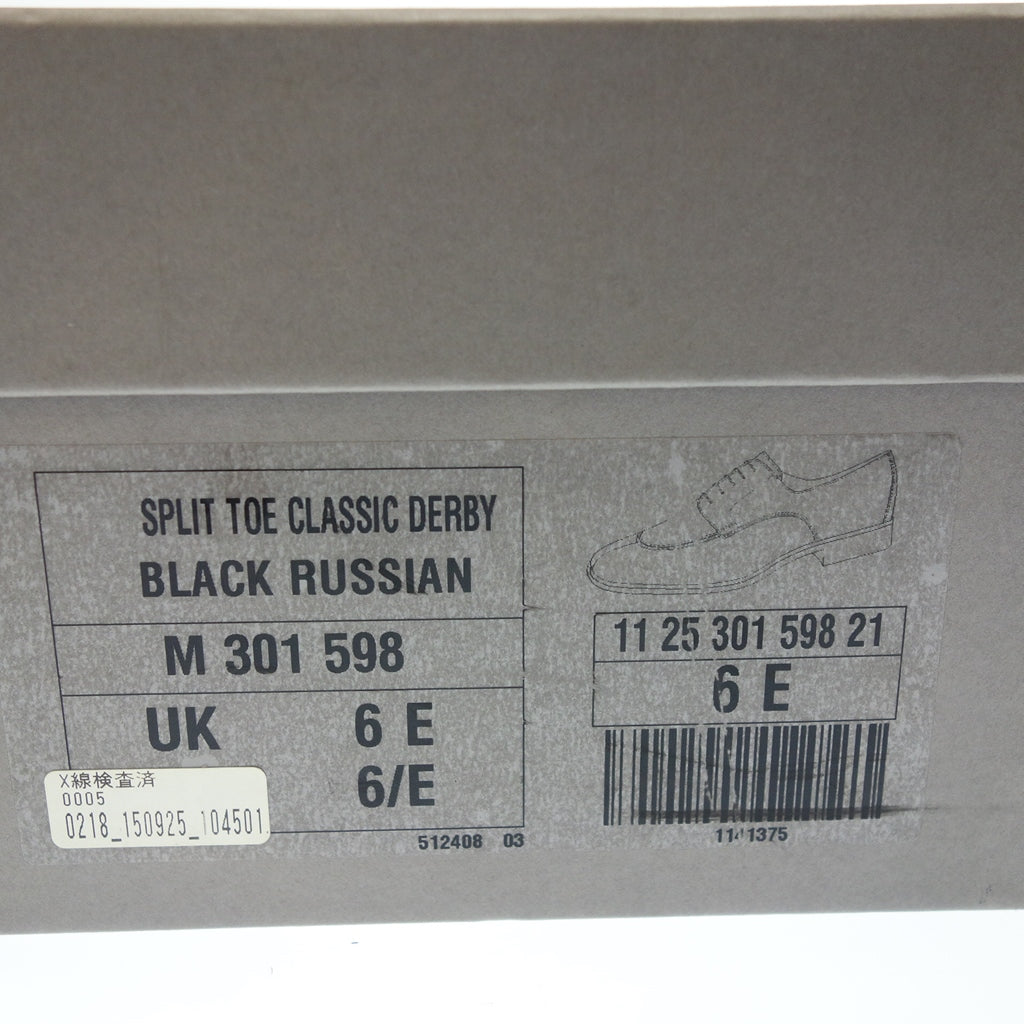 SPLIT TOE CLASSIC DERBY
BLACK RUSSIAN
M 301 598
UK 6 E
6/E
512408 03
X線検査済
0005
0218_150925_104501
11 25 301 598 21
6 E